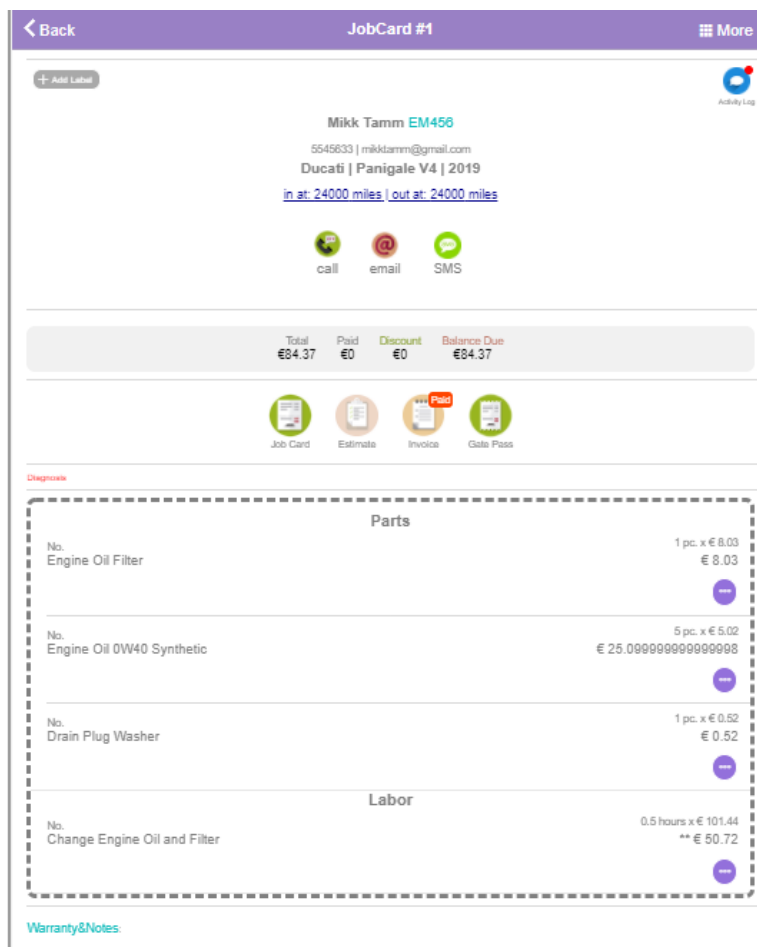 Back JobCard #1 More
+ Add Label
Activity Log
Mikk Tamm EM456
5545633 | mikktamm@gmail.com
Ducati | Panigale V4 | 2019
in at: 24000 miles | out at: 24000 miles
call email SMS
Total Paid Discount Balance Due
€84.37 €0 €0 €84.37
Paid
Job Card Estimate Invoice Gate Pass
Diagnosis
Parts
No. 1 pc. x € 8.03
Engine Oil Filter € 8.03
No. 5 pc. x € 5.02
Engine Oil 0W40 Synthetic € 25.099999999999998
No. 1 pc. x € 0.52
Drain Plug Washer € 0.52
Labor
No. 0.5 hours x € 101.44
Change Engine Oil and Filter ** € 50.72
Warranty&Notes: